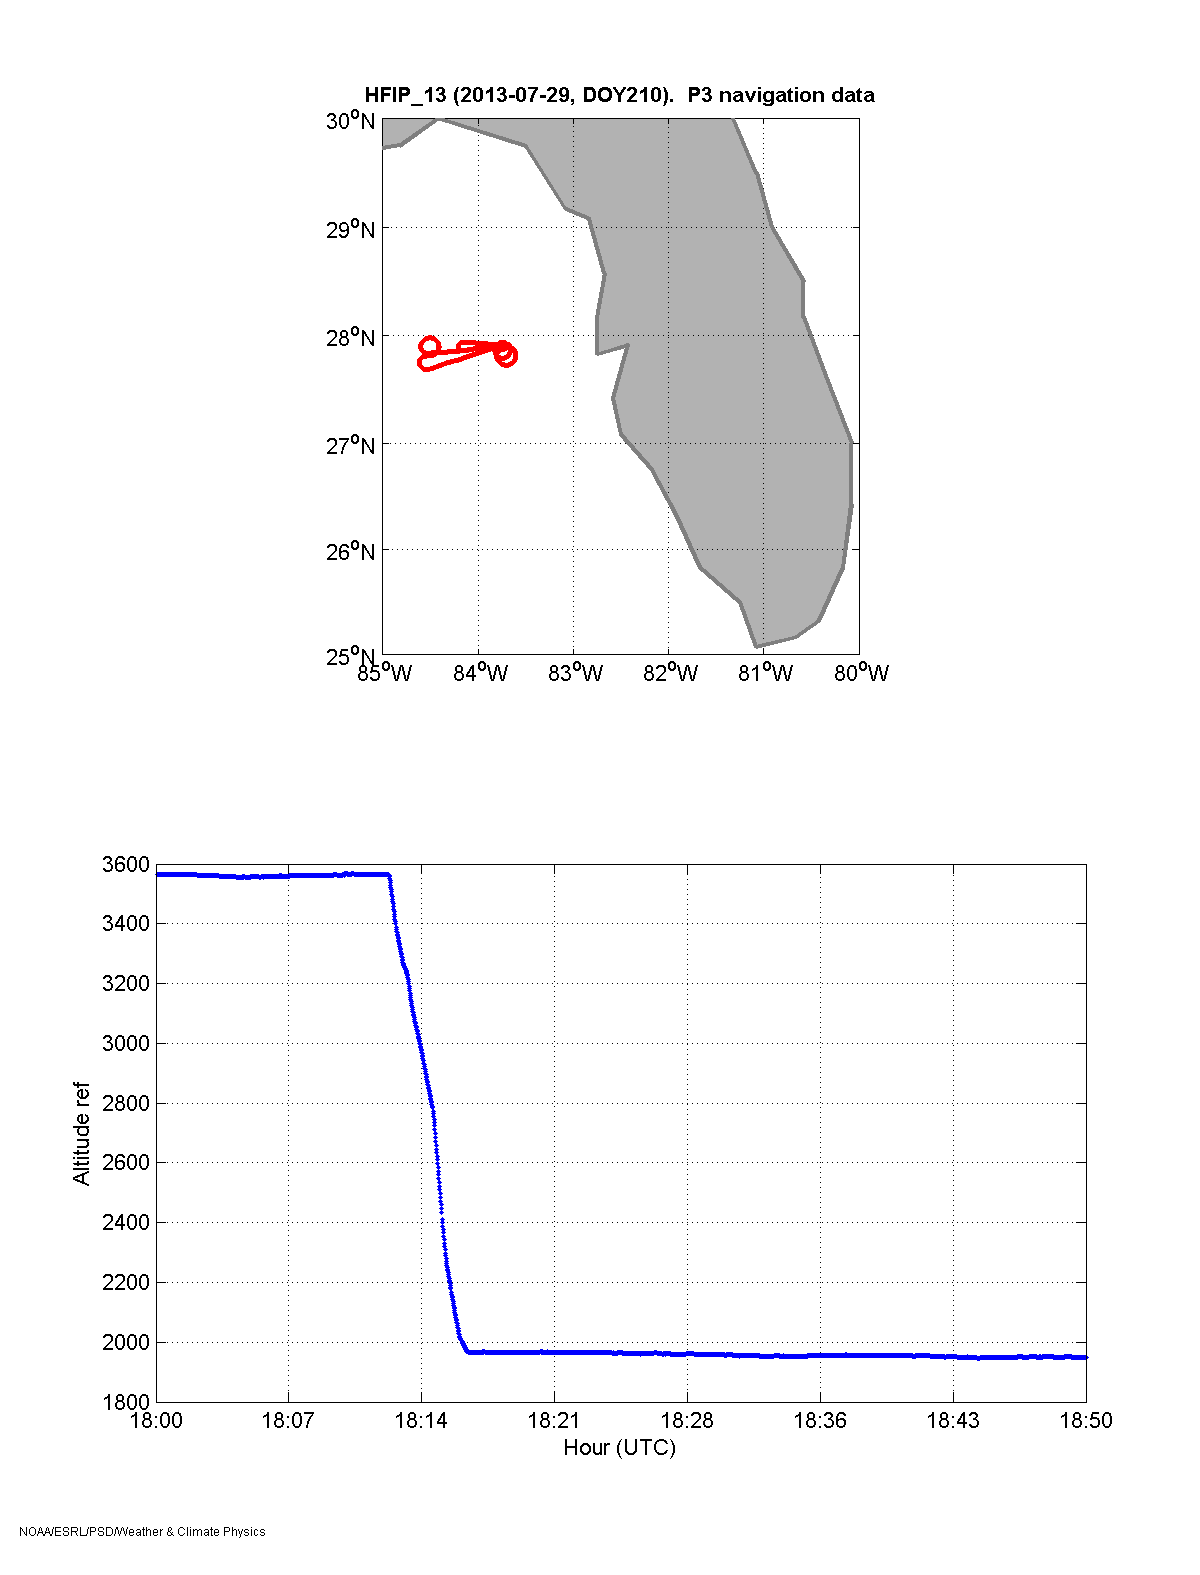 HFIP_13 (2013-07-29, DOY210).  P3 navigation data
30°N
29°N
28°N
27°N
26°N
25°N
85°W 84°W 83°W 82°W 81°W 80°W
3600
3400
3200
3000
2800
2600
2400
2200
2000
1800
Altitude ref
18:00 18:07 18:14 18:21 18:28 18:36 18:43 18:50
Hour (UTC)
NOAA/ESRL/PSD/Weather & Climate Physics